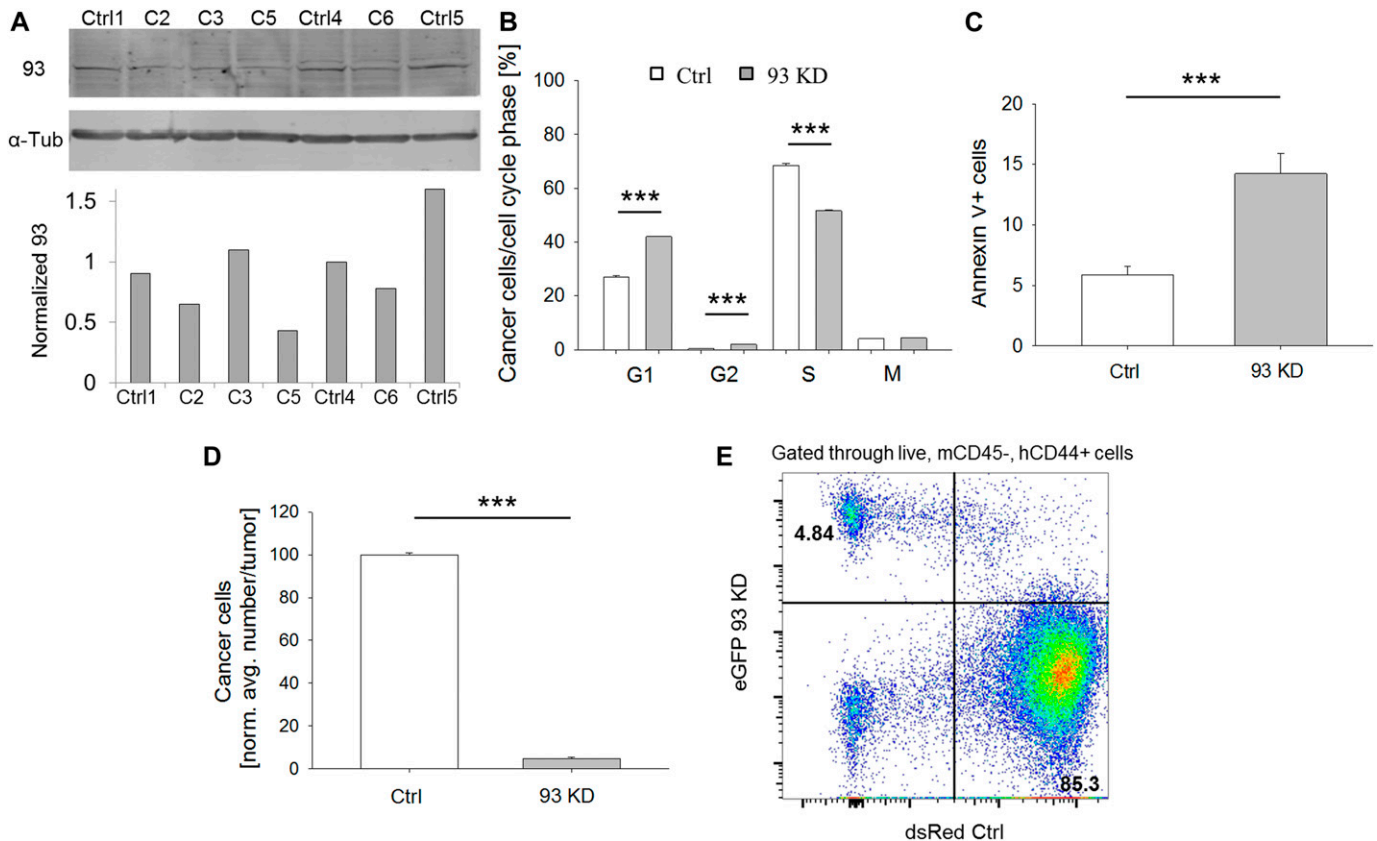 A
Ctrl1 C2 C3 C5 Ctrl4 C6 Ctrl5
93
α-Tub
Normalized 93
1.5
1
0.5
0
Ctrl1 C2 C3 C5 Ctrl4 C6 Ctrl5
B
Cancer cells/cell cycle phase [%]
Ctrl 93 KD
100
80
60
40
20
0
***
***
***
G1 G2 S M
C
Annexin V+ cells
***
20
15
10
5
0
Ctrl 93 KD
D
Cancer cells
[norm. avg. number/tumor]
***
120
100
80
60
40
20
0
Ctrl 93 KD
E
Gated through live, mCD45-, hCD44+ cells
eGFP 93 KD
4.84
85.3
dsRed Ctrl